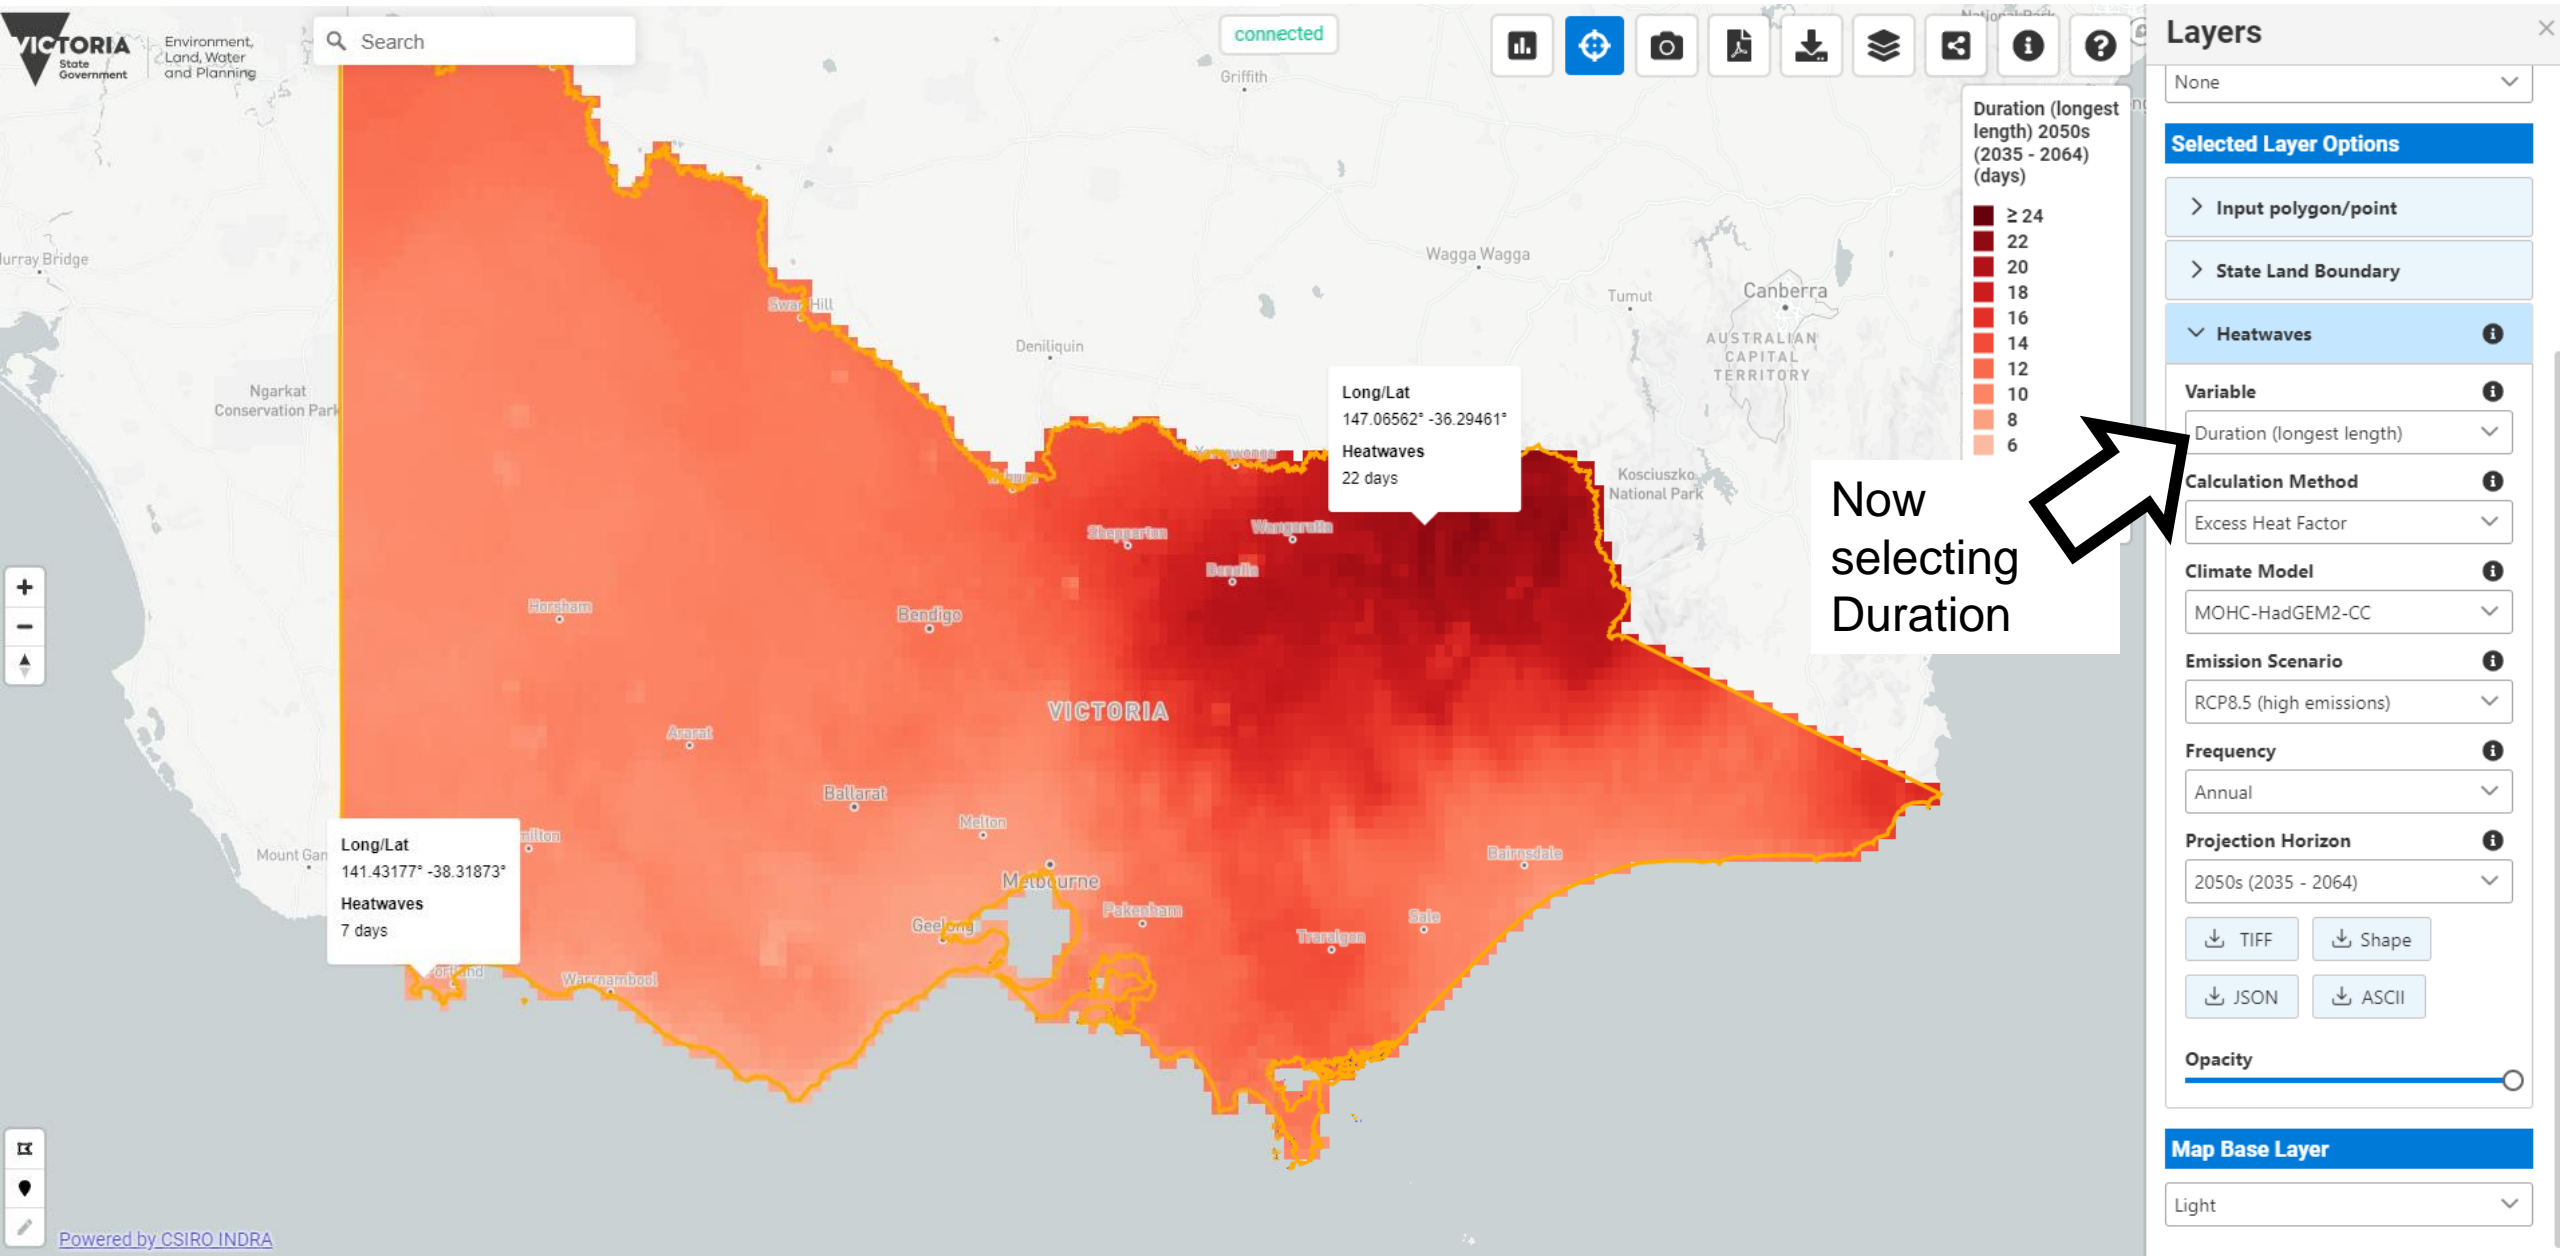 VICTORIA
State
Government
Environment,
Land, Water
and Planning
Search
connected
Griffith
Wagga Wagga
Tumut
Canberra
AUSTRALIAN
CAPITAL
TERRITORY
Kosciuszko
National Park
Deniliquin
Swan Hill
Ngarkat
Conservation Park
Shepparton
Wangaratta
Benalla
Horsham
Bendigo
VICTORIA
Ararat
Ballarat
Melton
Melbourne
Geelong
Pakenham
Traralgon
Sale
Bairnsdale
Warrnambool
Long/Lat
147.06562° -36.29461°
Heatwaves
22 days
Long/Lat
141.43177° -38.31873°
Heatwaves
7 days
Duration (longest
length) 2050s
(2035 - 2064)
(days)
≥ 24
22
20
18
16
14
12
10
8
6
Now
selecting
Duration
Layers
None
Selected Layer Options
Input polygon/point
State Land Boundary
Heatwaves
Variable
Duration (longest length)
Calculation Method
Excess Heat Factor
Climate Model
MOHC-HadGEM2-CC
Emission Scenario
RCP8.5 (high emissions)
Frequency
Annual
Projection Horizon
2050s (2035 - 2064)
TIFF
Shape
JSON
ASCII
Opacity
Map Base Layer
Light
Powered by CSIRO INDRA